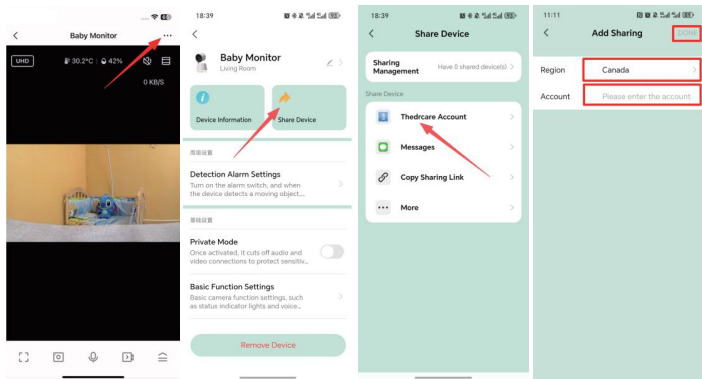 Baby Monitor
UHD
30.2°C
42%
0 KB/S
18:39
Baby Monitor
Living Room
Device Information
Share Device
Detection Alarm Settings
Turn on the alarm switch, and when
the device detects a moving object,...
基础设置
Private Mode
Once activated, it cuts off audio and
video connections to protect sensitiv...
Basic Function Settings
Basic camera function settings, such
as status indicator lights and voice...
Remove Device
18:39
Share Device
Sharing
Management
Have 0 shared device(s)
Share Device
Thedrcare Account
Messages
Copy Sharing Link
More
11:11
Add Sharing
DONE
Region
Canada
Account
Please enter the account